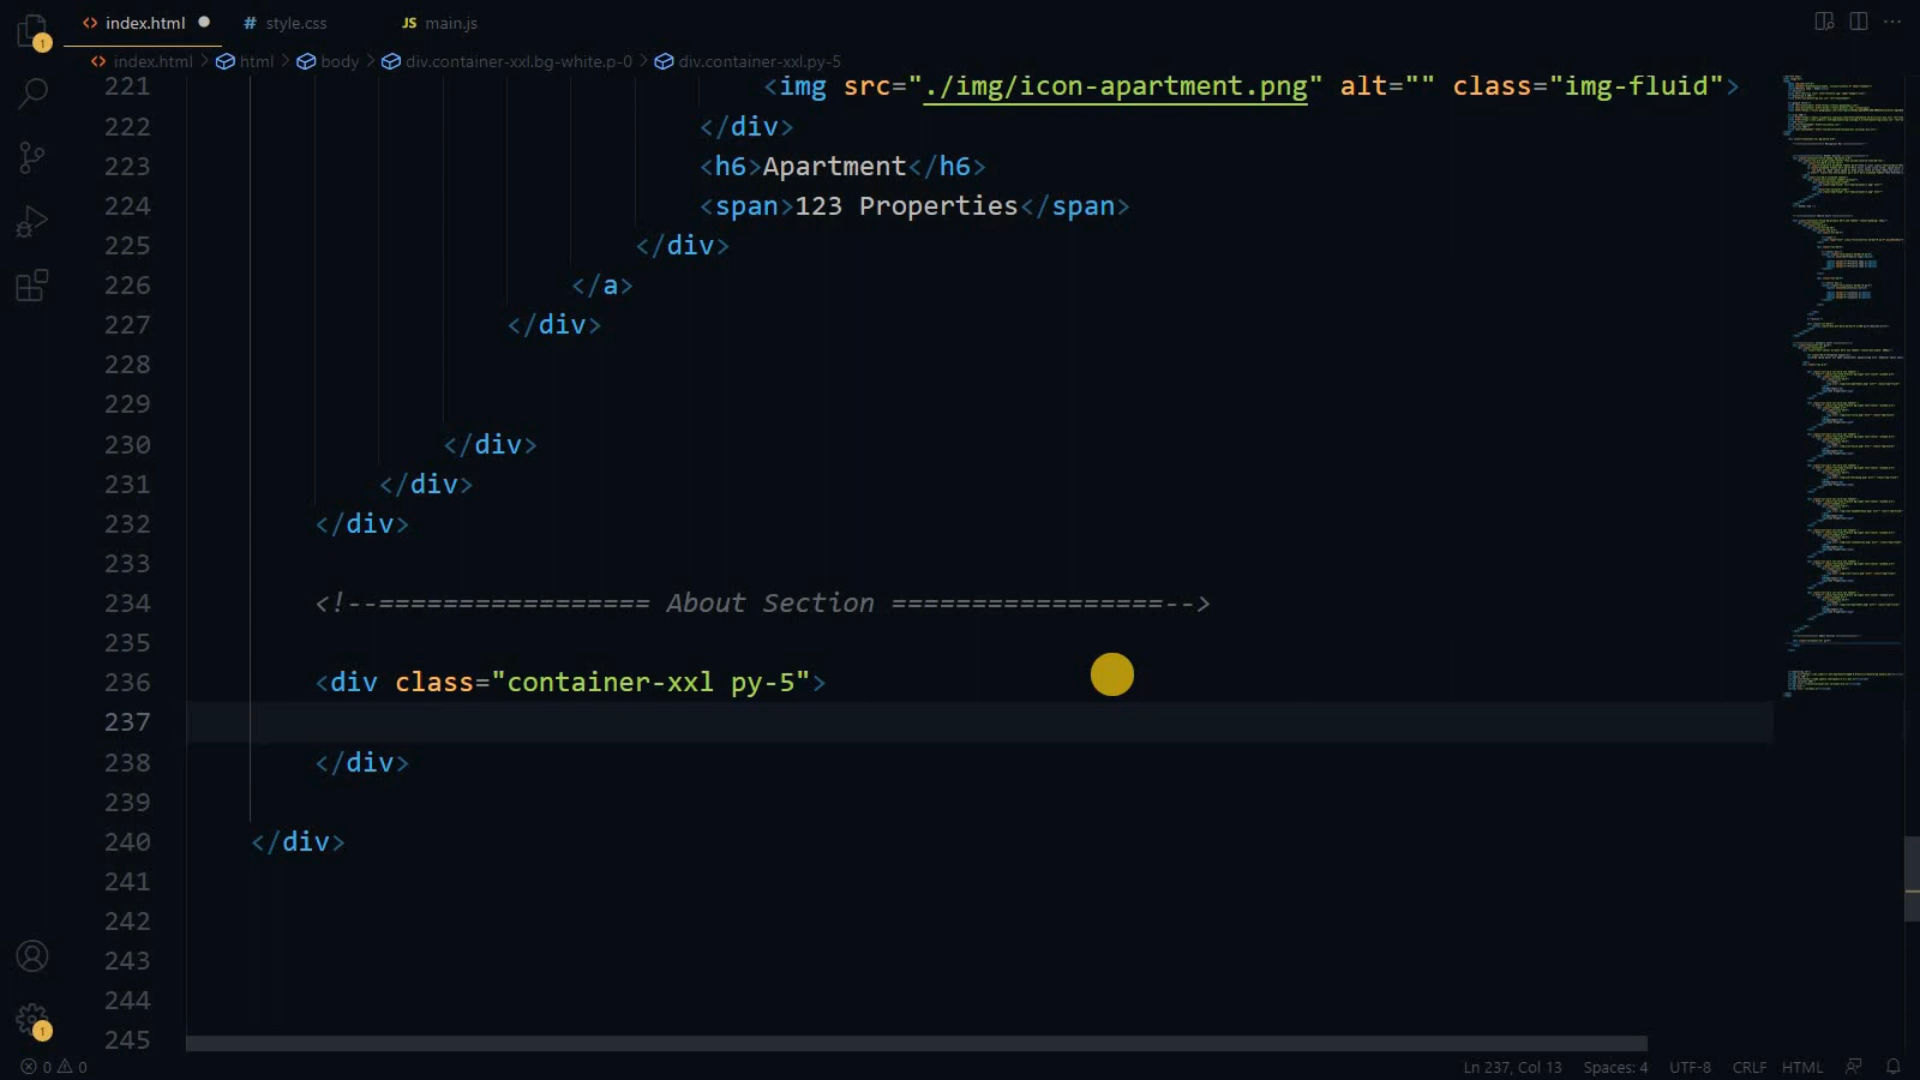 index.html
style.css
JS main.js
index.html > html > body > div.container-xxl.bg-white.p-0 > div.container-xxl.py-5
221 <img src="./img/icon-apartment.png" alt="" class="img-fluid">
222 </div>
223 <h6>Apartment</h6>
224 <span>123 Properties</span>
225 </div>
226 </a>
227 </div>
228
229
230 </div>
231 </div>
232 </div>
233
234 <!--================= About Section =================-->
235
236 <div class="container-xxl py-5">
237
238 </div>
239
240 </div>
241
242
243
244
245
1
1
0 0
Ln 237, Col 13 Spaces: 4 UTF-8 CRLF HTML